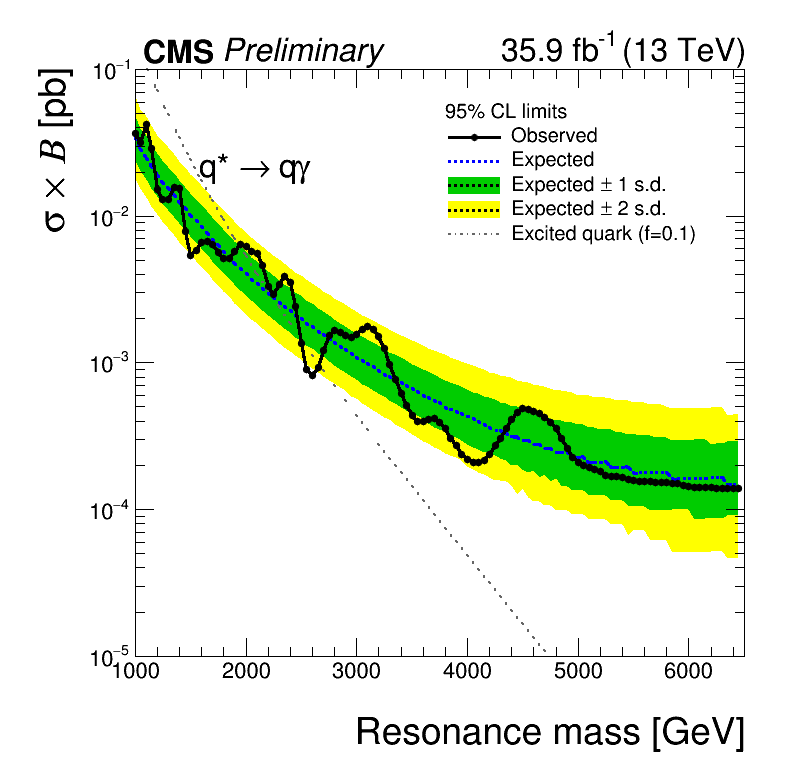 CMS Preliminary 35.9 fb⁻¹ (13 TeV)
σ × B [pb]
10⁻¹
10⁻²
10⁻³
10⁻⁴
10⁻⁵
95% CL limits
Observed
Expected
Expected ± 1 s.d.
Expected ± 2 s.d.
Excited quark (f=0.1)
q* → qγ
1000 2000 3000 4000 5000 6000
Resonance mass [GeV]